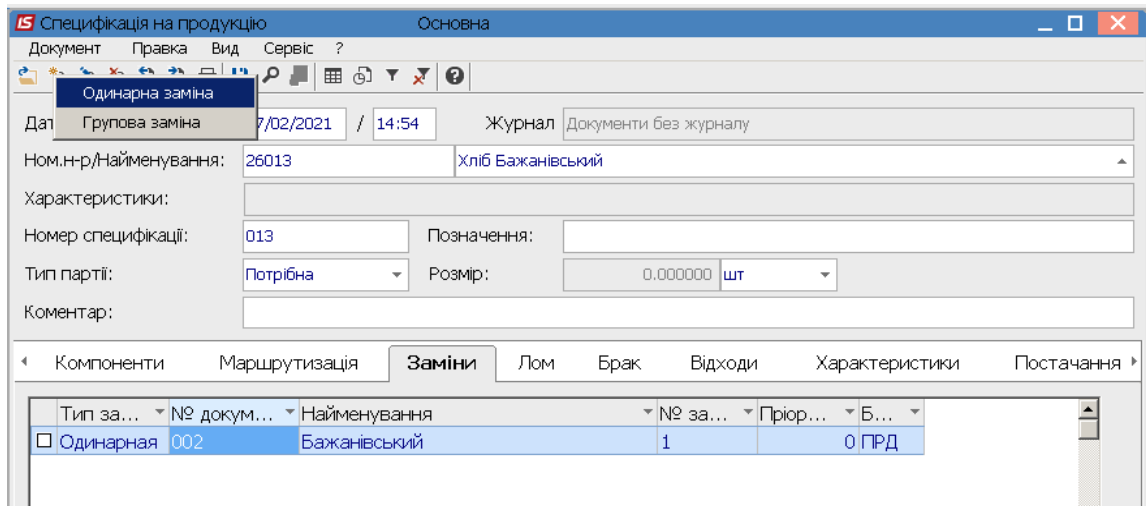 Специфікація на продукцію Основна
Документ Правка Вид Сервіс ?
Одинарна заміна
Групова заміна
Дат 7/02/2021 / 14:54 Журнал Документи без журналу
Ном.н-р/Найменування: 26013 Хліб Бажанівський
Характеристики:
Номер специфікації: 013 Позначення:
Тип партії: Потрібна Розмір: 0.000000 шт
Коментар:
Компоненти Маршрутизація Заміни Лом Брак Відходи Характеристики Постачання
Тип за... № докум... Найменування № за... Пріор... Б...
Одинарная 002 Бажанівський 1 0 ПРД